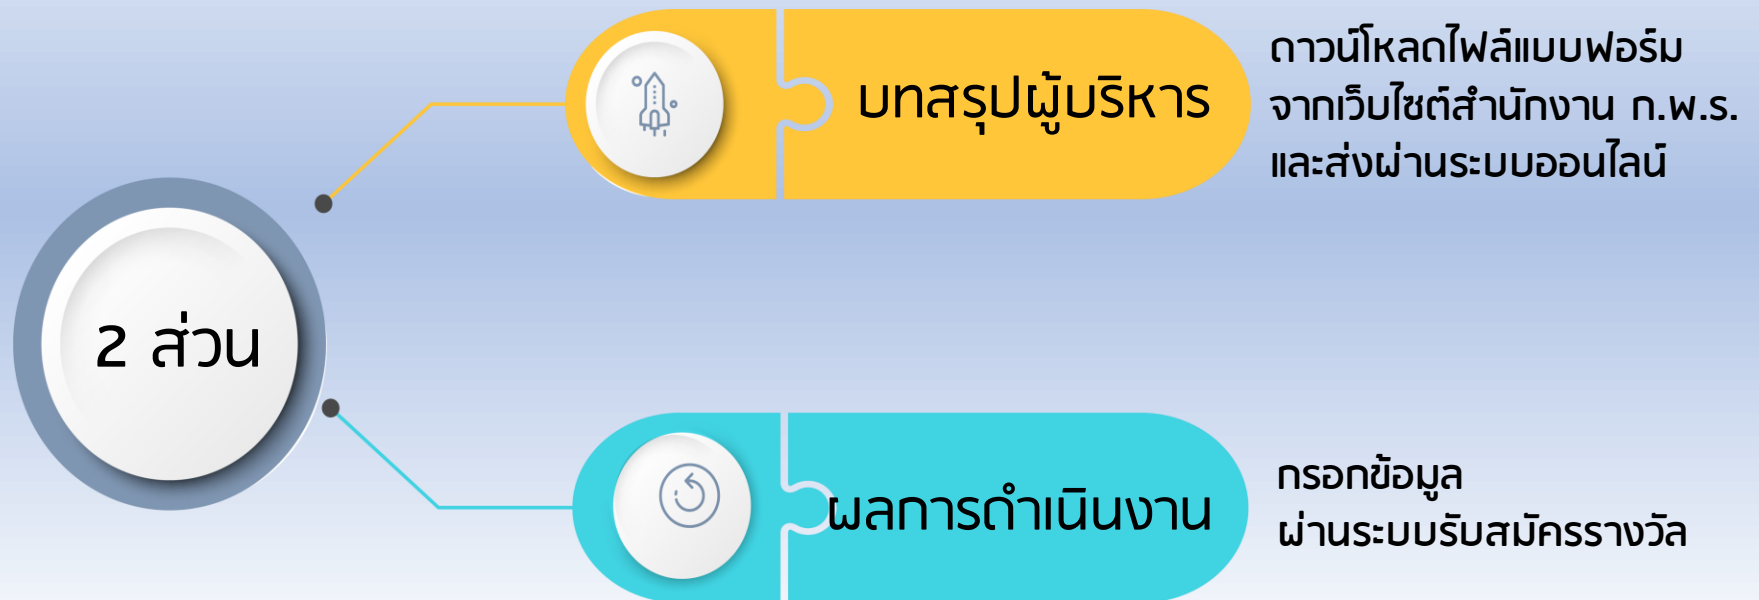 2 ส่วน
บทสรุปผู้บริหาร
ดาวน์โหลดไฟล์แบบฟอร์ม
จากเว็บไซต์สำนักงาน ก.พ.ร.
และส่งผ่านระบบออนไลน์
ผลการดำเนินงาน
กรอกข้อมูล
ผ่านระบบรับสมัครรางวัล